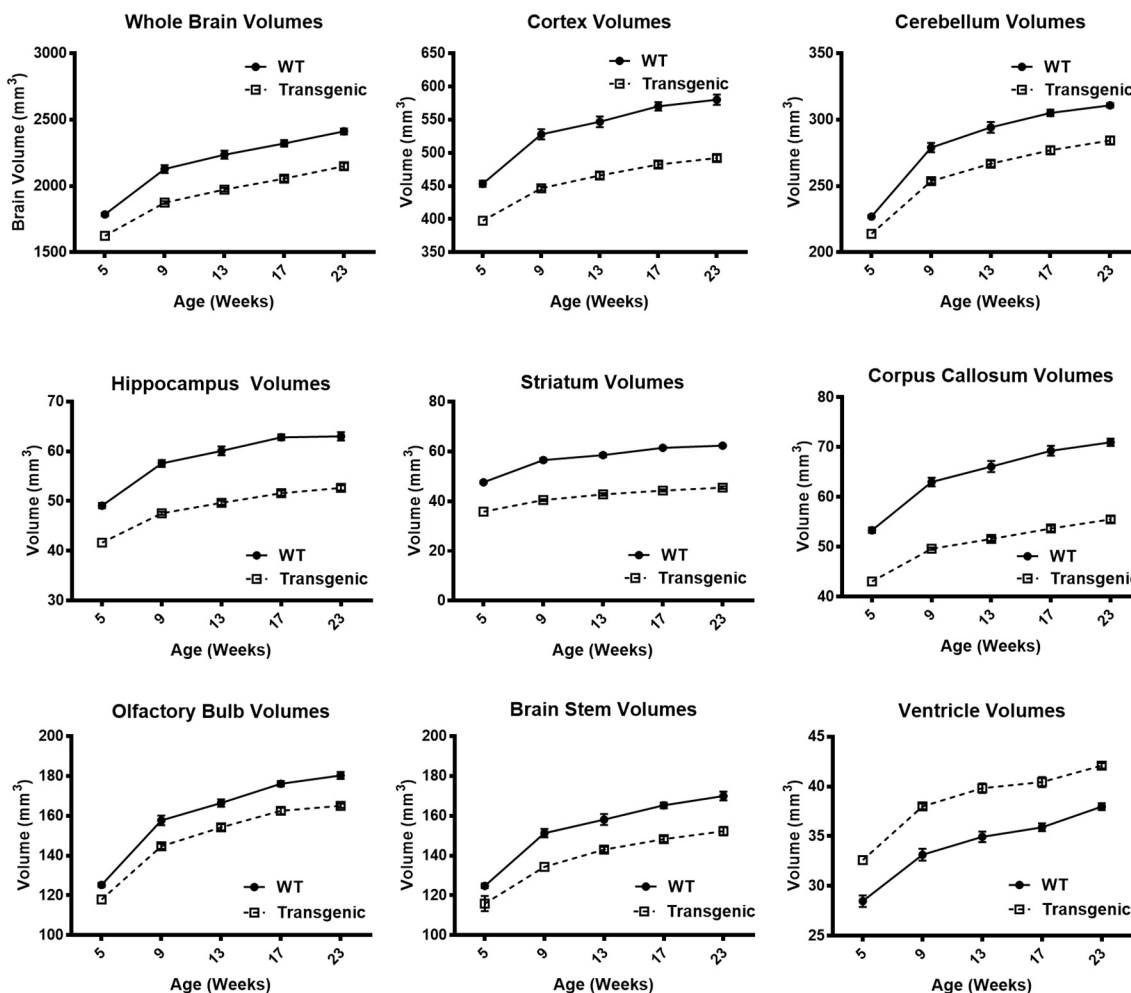 Whole Brain Volumes
3000
2500
2000
1500
Brain Volume (mm³)
WT
Transgenic
5 9 13 17 23
Age (Weeks)
Cortex Volumes
650
600
550
500
450
400
350
Volume (mm³)
WT
Transgenic
5 9 13 17 23
Age (Weeks)
Cerebellum Volumes
350
300
250
200
Volume (mm³)
WT
Transgenic
5 9 13 17 23
Age (Weeks)
Hippocampus Volumes
70
60
50
40
30
Volume (mm³)
WT
Transgenic
5 9 13 17 23
Age (Weeks)
Striatum Volumes
80
60
40
20
0
Volume (mm³)
WT
Transgenic
5 9 13 17 23
Age (Weeks)
Corpus Callosum Volumes
80
70
60
50
40
Volume (mm³)
WT
Transgenic
5 9 13 17 23
Age (Weeks)
Olfactory Bulb Volumes
200
180
160
140
120
100
Volume (mm³)
WT
Transgenic
5 9 13 17 23
Age (Weeks)
Brain Stem Volumes
200
180
160
140
120
100
Volume (mm³)
WT
Transgenic
5 9 13 17 23
Age (Weeks)
Ventricle Volumes
45
40
35
30
25
Volume (mm³)
WT
Transgenic
5 9 13 17 23
Age (Weeks)